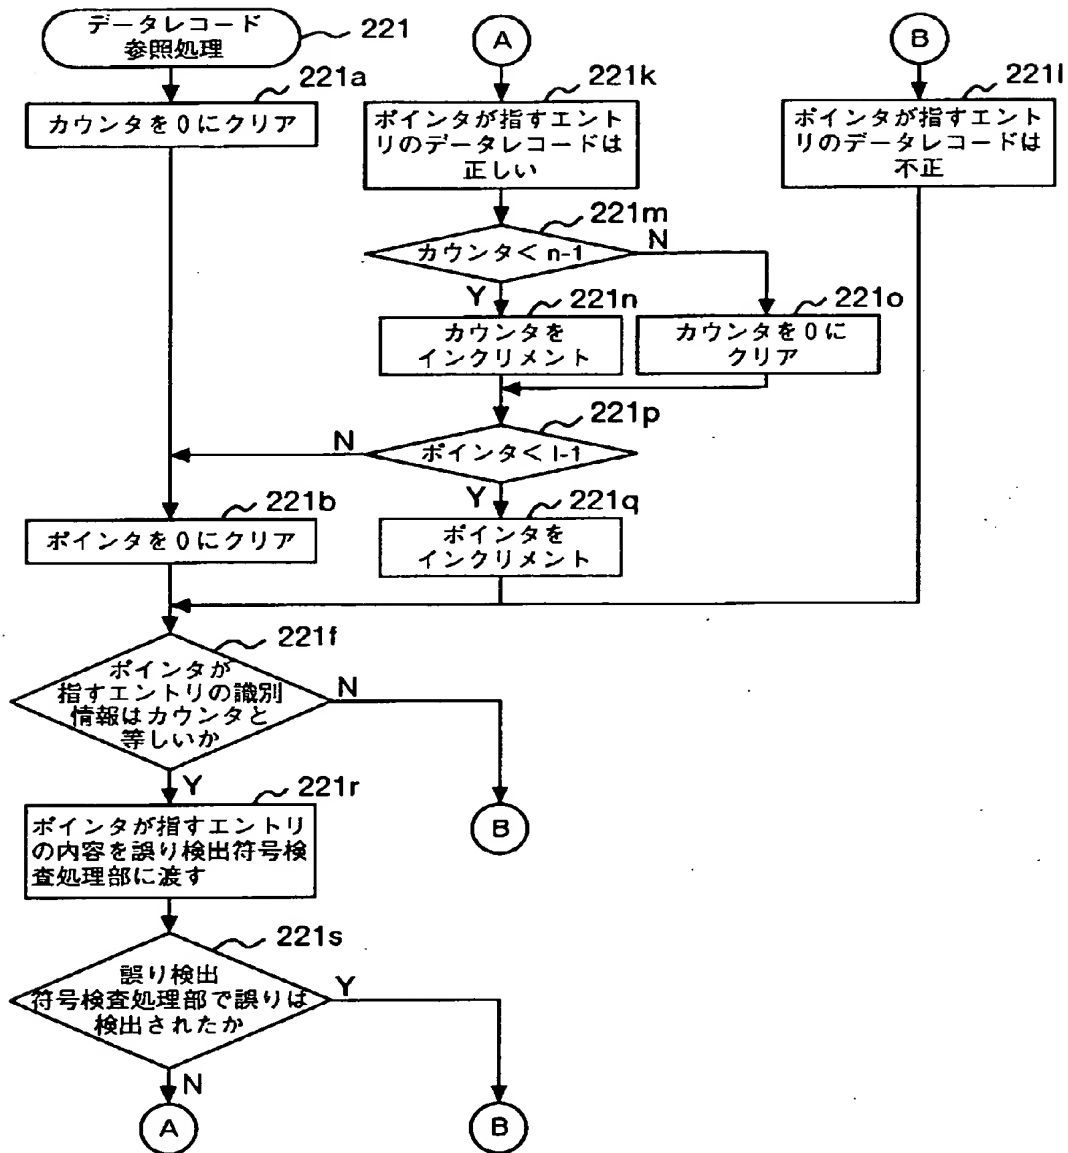 データレコード
参照処理
221
221a
カウンタを0にクリア
A
221k
ポインタが指すエント
リのデータレコードは
正しい
B
221l
ポインタが指すエント
リのデータレコードは
不正
221m
カウンタ< n-1
N
Y
221n
カウンタを
インクリメント
221o
カウンタを0に
クリア
221p
ポインタ< l-1
N
Y
221b
ポインタを0にクリア
221q
ポインタを
インクリメント
221f
ポインタが
指すエントリの識別
情報はカウンタと
等しいか
N
Y
B
221r
ポインタが指すエントリ
の内容を誤り検出符号検
査処理部に渡す
221s
誤り検出
符号検査処理部で誤りは
検出されたか
Y
N
A
B